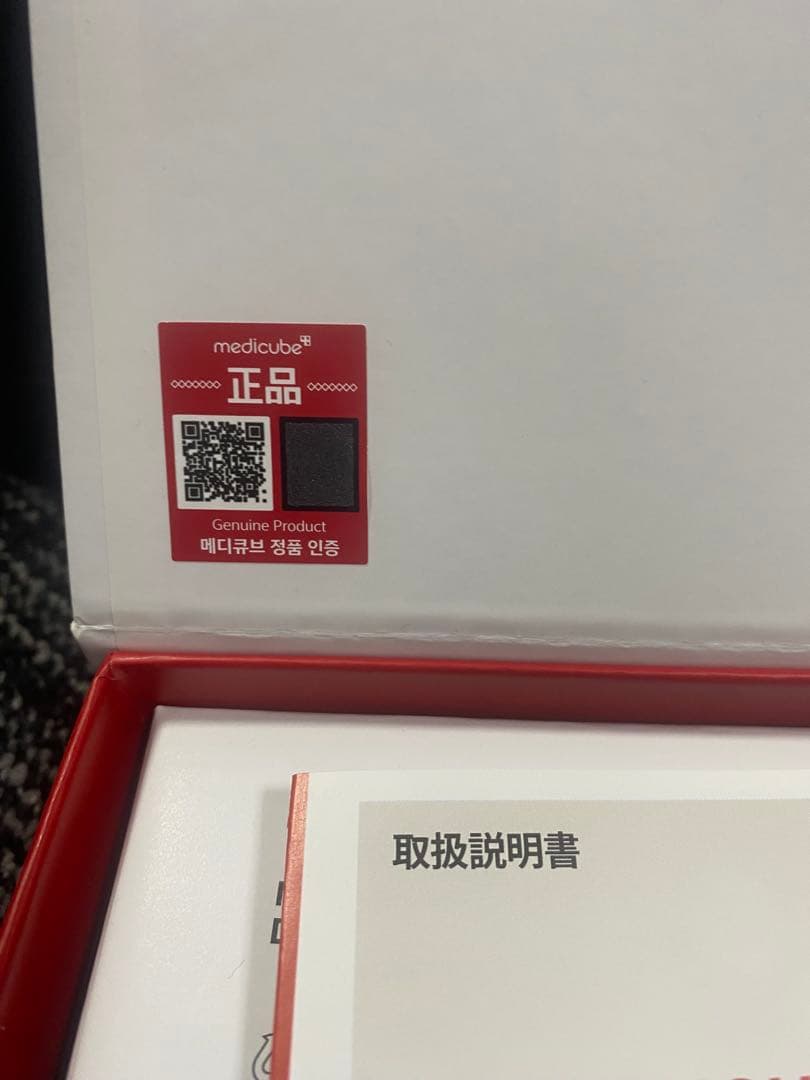 medicube
正品
Genuine Product
메디큐브 정품 인증
取扱説明書